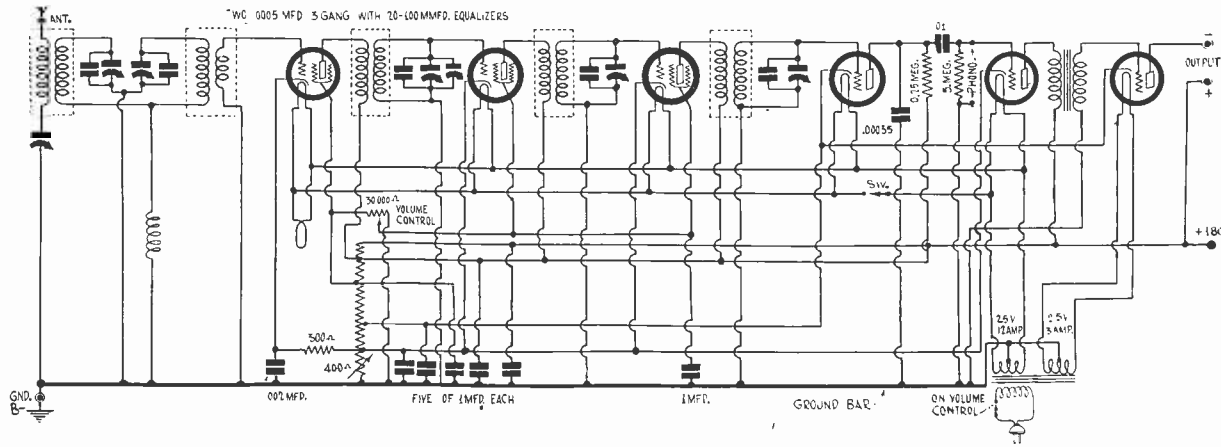 TWO .0005 MFD 3 GANG WITH 20-100 MMFD. EQUALIZERS
ANT.
.01
0.25 MEG.
5 MEG.
PHONO
OUTPUT
+
.00035
SW.
30,000 Ω
VOLUME
CONTROL
+180
2.5 V
12 AMP.
2.5 V
3 AMP.
300 Ω
400 Ω
.002 MFD.
FIVE OF 1 MFD. EACH
1 MFD.
GROUND BAR
ON VOLUME
CONTROL
GND.
B-